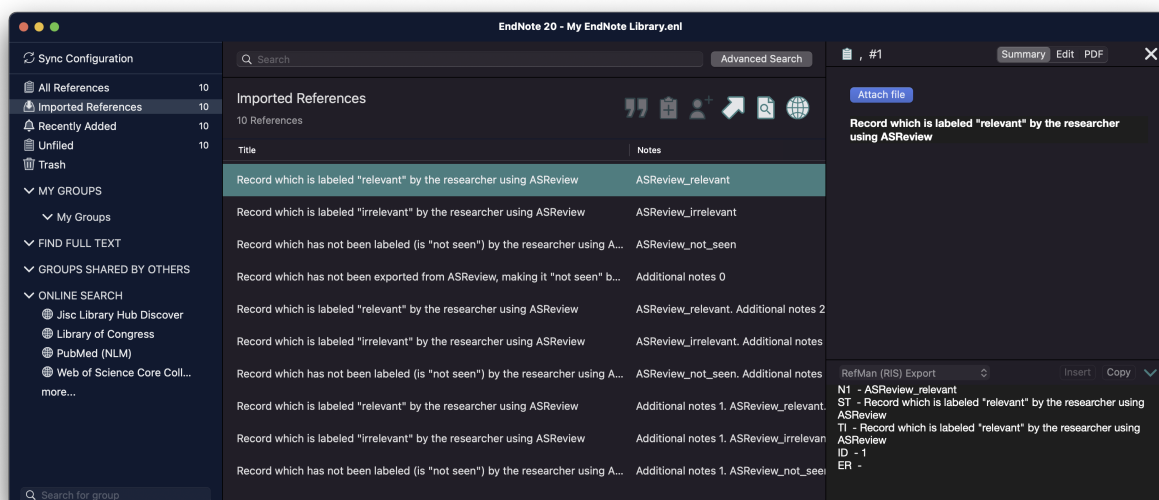 EndNote 20 - My EndNote Library.enl
Sync Configuration
All References 10
Imported References 10
Recently Added 10
Unfiled 10
Trash
MY GROUPS
My Groups
FIND FULL TEXT
GROUPS SHARED BY OTHERS
ONLINE SEARCH
Jisc Library Hub Discover
Library of Congress
PubMed (NLM)
Web of Science Core Coll...
more...
Search for group
Search
Advanced Search
Imported References
10 References
Title Notes
Record which is labeled "relevant" by the researcher using ASReview ASReview_relevant
Record which is labeled "irrelevant" by the researcher using ASReview ASReview_irrelevant
Record which has not been labeled (is "not seen") by the researcher using A... ASReview_not_seen
Record which has not been exported from ASReview, making it "not seen" b... Additional notes 0
Record which is labeled "relevant" by the researcher using ASReview ASReview_relevant. Additional notes 2
Record which is labeled "irrelevant" by the researcher using ASReview ASReview_irrelevant. Additional notes
Record which has not been labeled (is "not seen") by the researcher using A... ASReview_not_seen. Additional notes
Record which is labeled "relevant" by the researcher using ASReview Additional notes 1. ASReview_relevant.
Record which is labeled "irrelevant" by the researcher using ASReview Additional notes 1. ASReview_irrelevan
Record which has not been labeled (is "not seen") by the researcher using A... Additional notes 1. ASReview_not_see
, #1
Summary Edit PDF
Attach file
Record which is labeled "relevant" by the researcher
using ASReview
RefMan (RIS) Export Insert Copy
N1 - ASReview_relevant
ST - Record which is labeled "relevant" by the researcher using
ASReview
TI - Record which is labeled "relevant" by the researcher using
ASReview
ID - 1
ER -